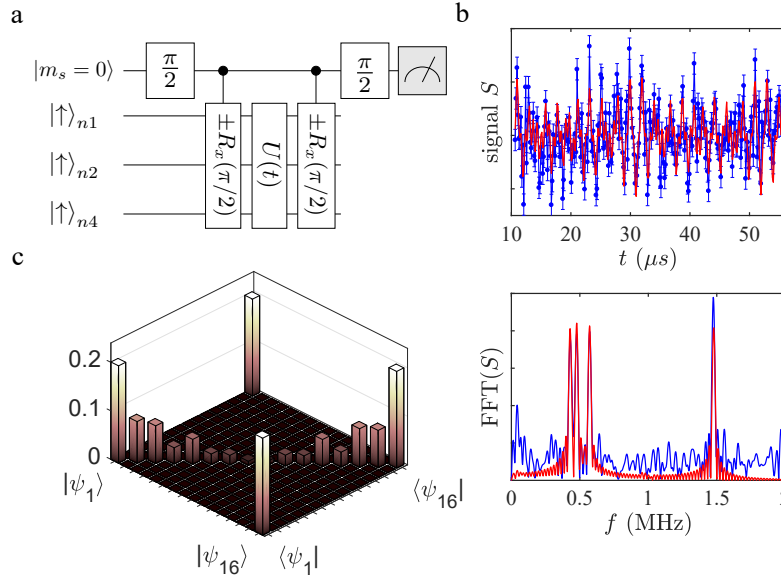 a
|m_s = 0⟩
π/2
π/2
|↑⟩_n1
|↑⟩_n2
|↑⟩_n4
±R_x(π/2)
U(t)
±R_x(π/2)
b
signal S
10 20 30 40 50
t (μs)
FFT(S)
0 0.5 1 1.5 2
f (MHz)
c
0.2
0.1
0
|ψ_1⟩
|ψ_16⟩
⟨ψ_1|
⟨ψ_16|